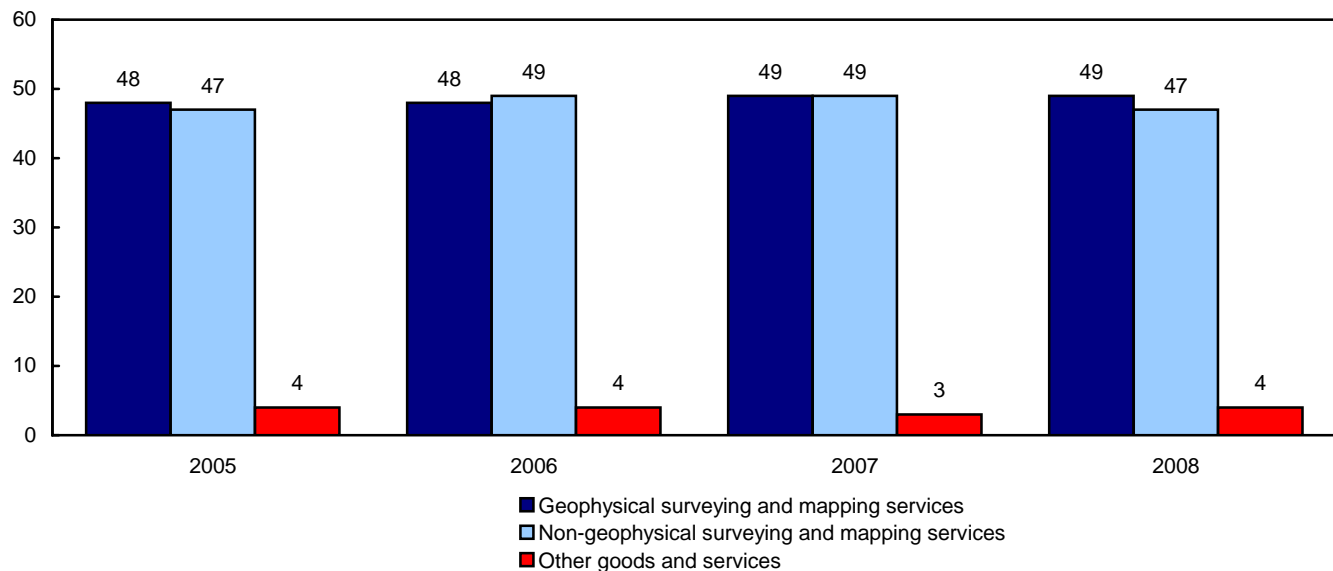 60
50
40
30
20
10
0
48 47 4
48 49 4
49 49 3
49 47 4
2005 2006 2007 2008
Geophysical surveying and mapping services
Non-geophysical surveying and mapping services
Other goods and services